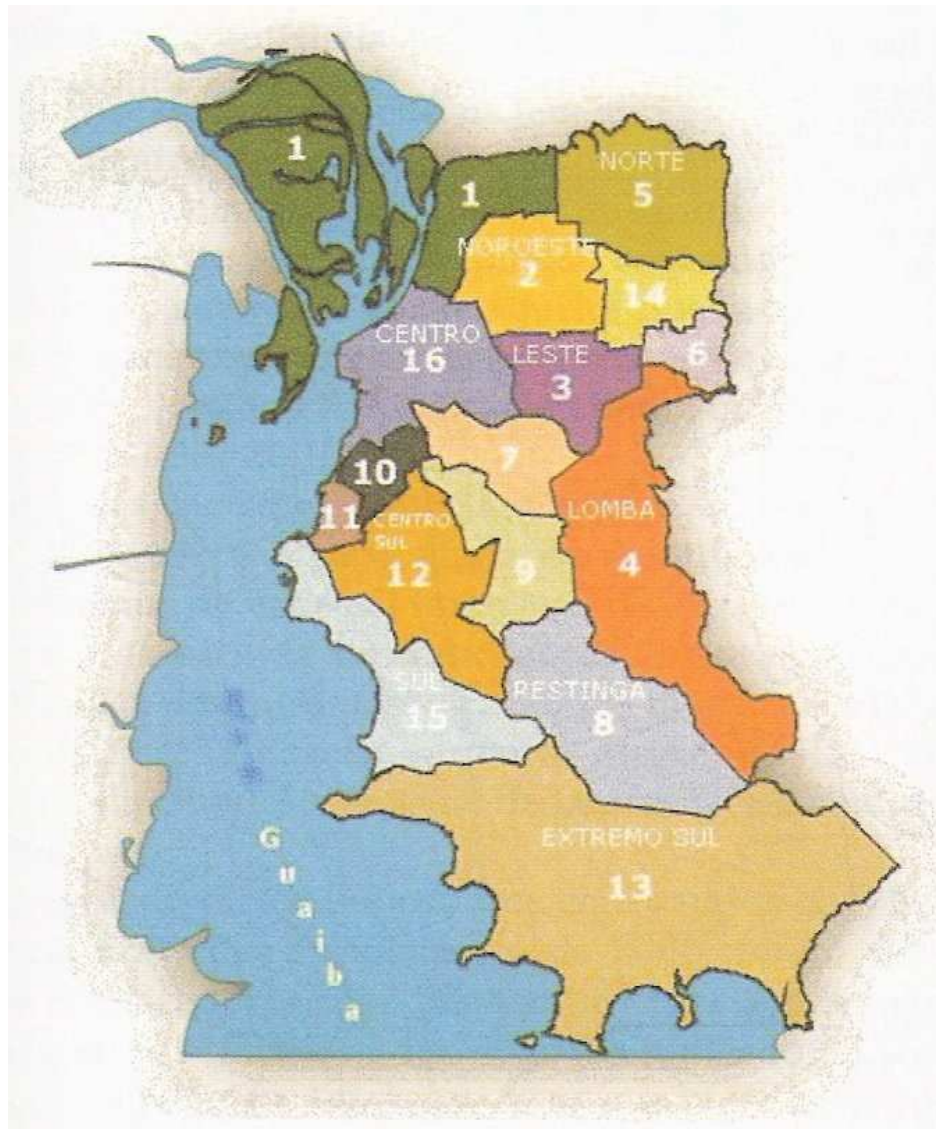 1
1
NORTE
5
NOROESTE
2
14
CENTRO
16
LESTE
3
6
7
10
11
CENTRO
SUL
12
9
LOMBA
4
SUL
15
RESTINGA
8
EXTREMO SUL
13
G
u
a
i
b
a